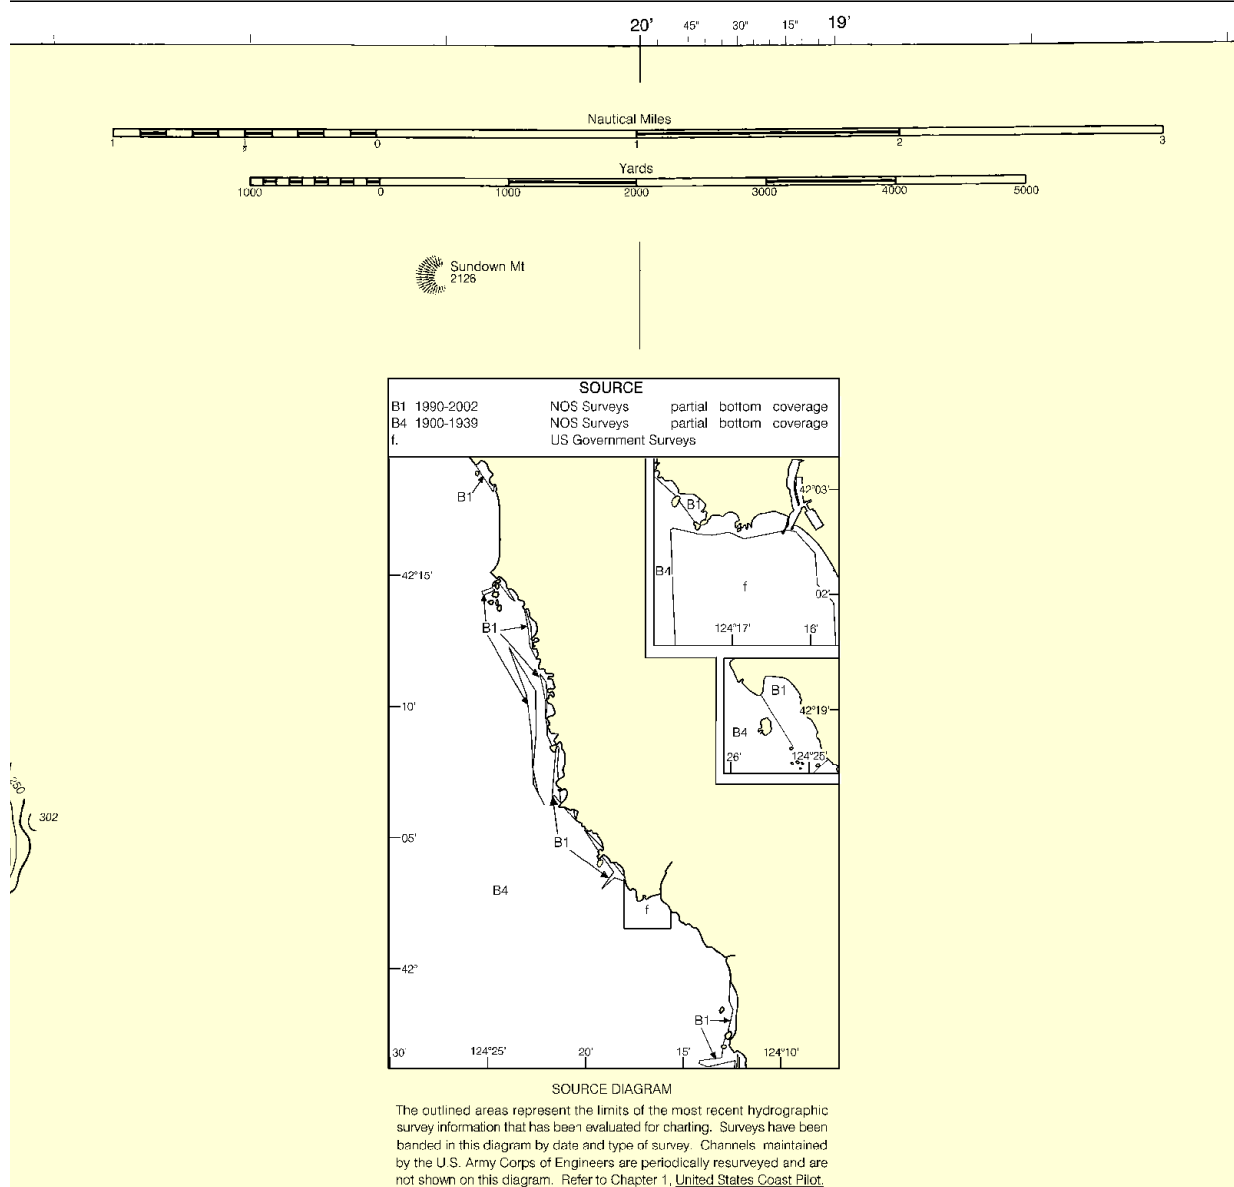 20' 45" 30" 15" 19'
Nautical Miles
1 ½ 0 1 2 3
Yards
1000 0 1000 2000 3000 4000 5000
Sundown Mt
2126
SOURCE
B1 1990-2002 NOS Surveys partial bottom coverage
B4 1900-1939 NOS Surveys partial bottom coverage
f. US Government Surveys
B1
B1
42°03'
42°15'
B4
f
02'
B1
124°17' 16'
B1
10'
42°19'
B4
26' 124°25'
302
05'
B1
B4
f
42°
B1
30' 124°25' 20' 15' 124°10'
SOURCE DIAGRAM
The outlined areas represent the limits of the most recent hydrographic
survey information that has been evaluated for charting. Surveys have been
banded in this diagram by date and type of survey. Channels maintained
by the U.S. Army Corps of Engineers are periodically resurveyed and are
not shown on this diagram. Refer to Chapter 1, United States Coast Pilot.